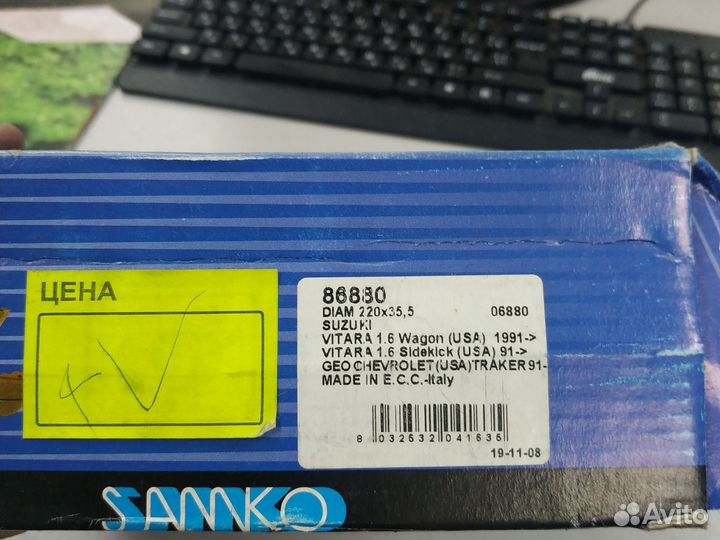 ЦЕНА
4V
86880
DIAM 220x35,5 06880
SUZUKI
VITARA 1.6 Wagon (USA) 1991->
VITARA 1.6 Sidekick (USA) 91->
GEO CHEVROLET(USA)TRAKER 91-
MADE IN E.C.C.-Italy
8 032532 041635
19-11-08
SAMKO
Avito